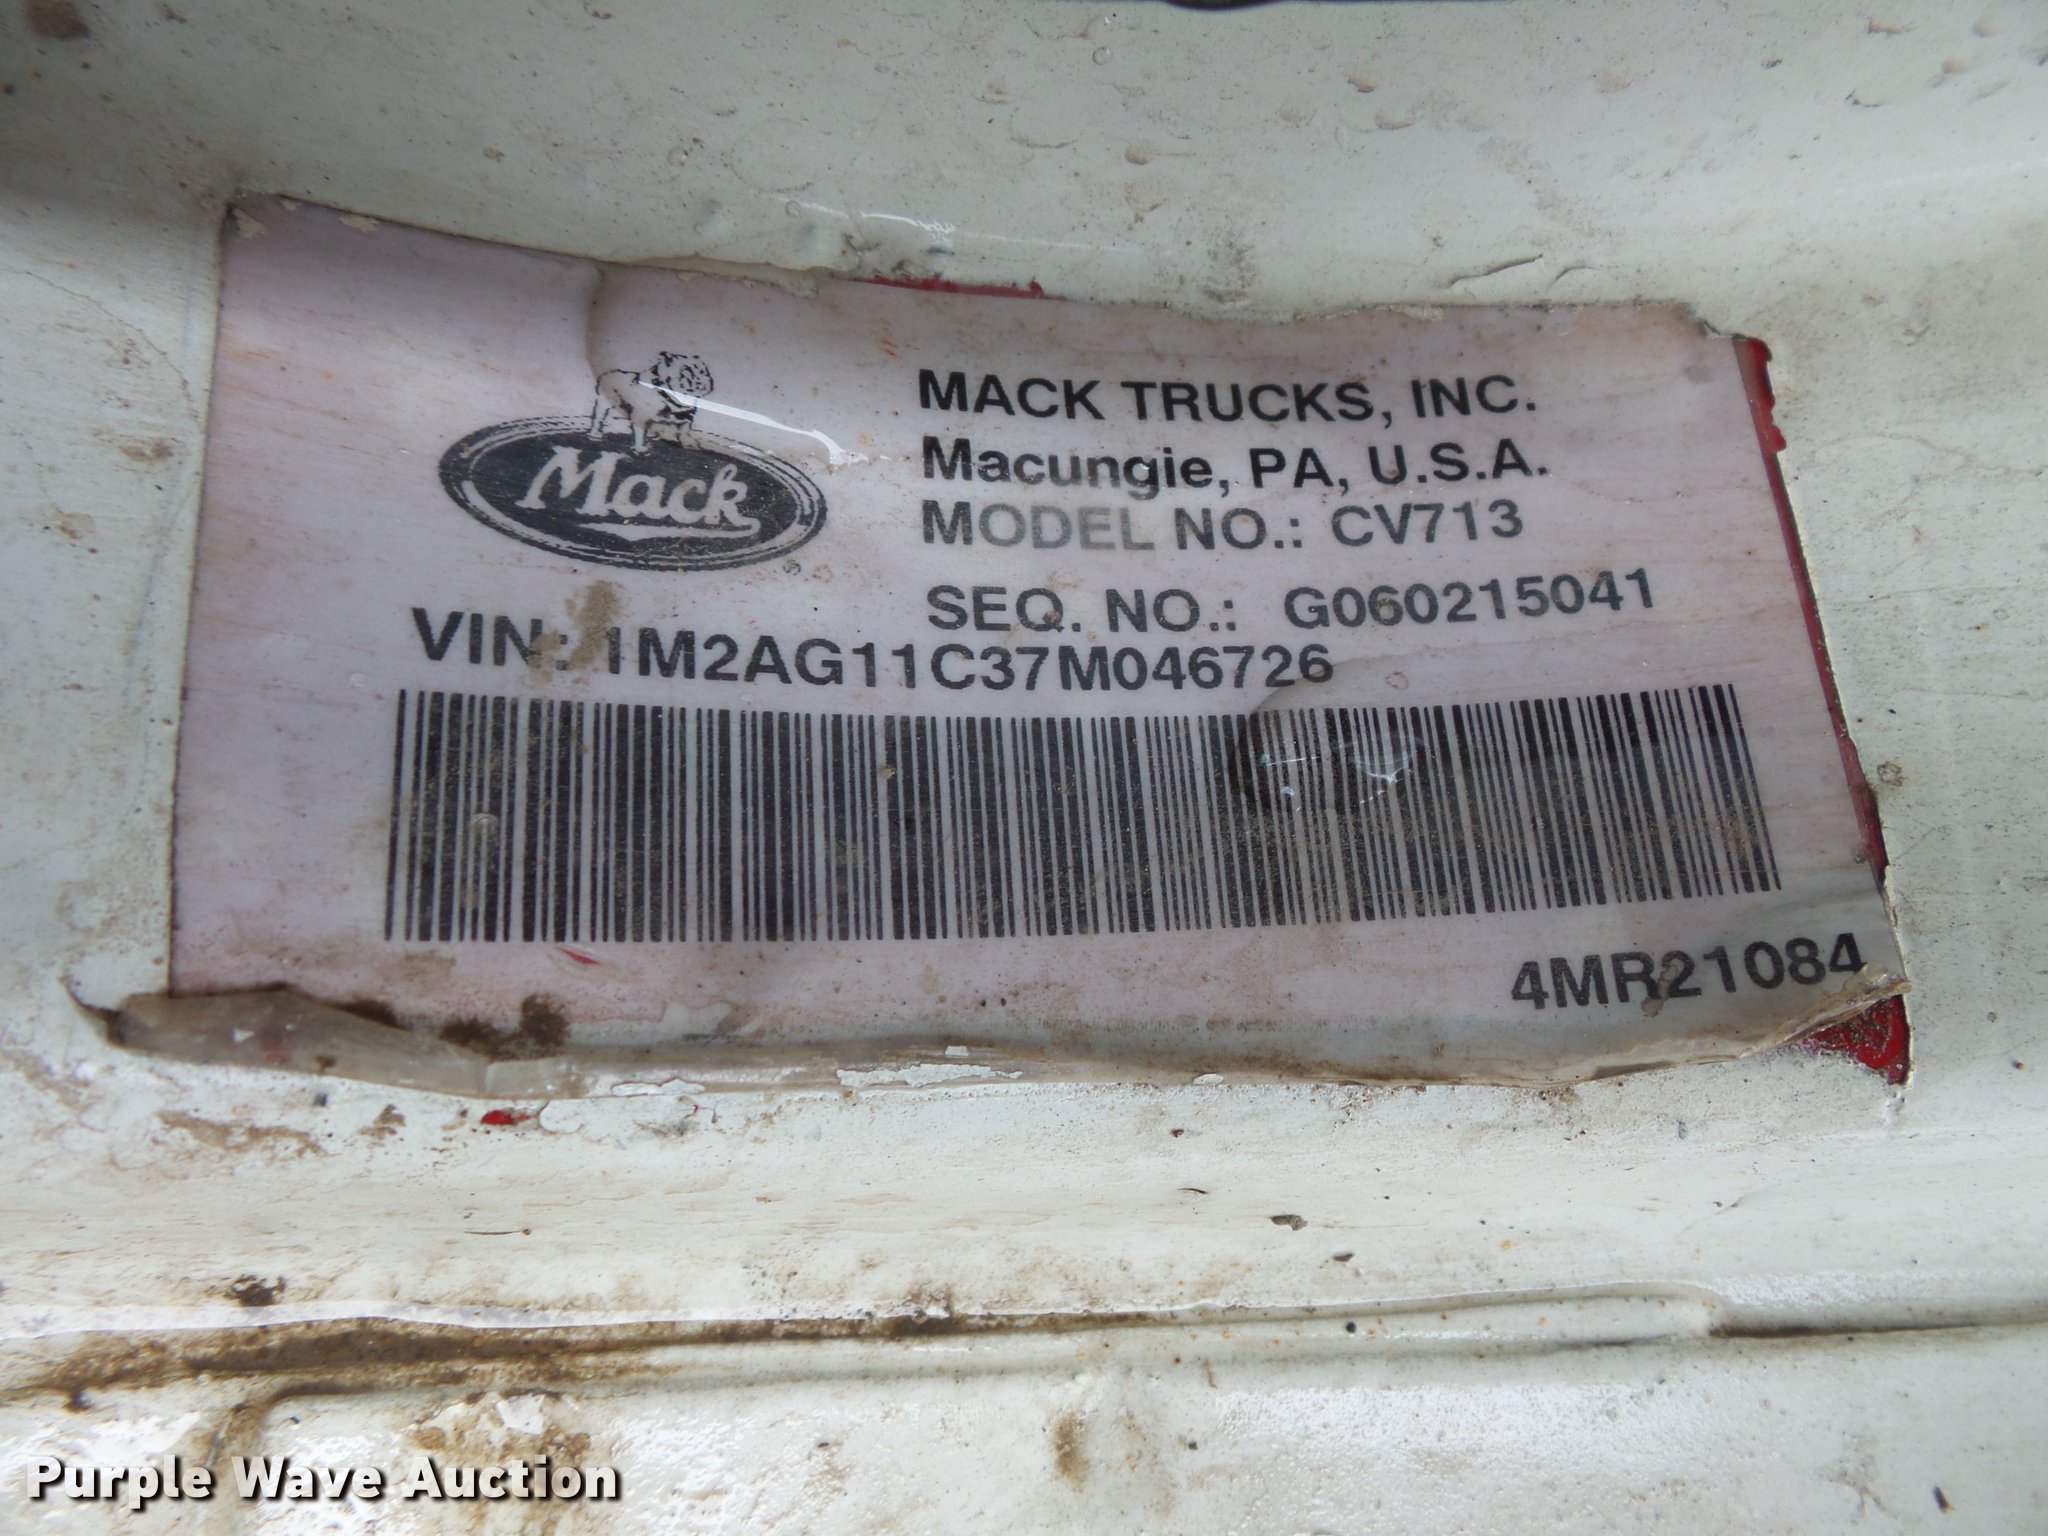 Mack
MACK TRUCKS, INC.
Macungie, PA, U.S.A.
MODEL NO.: CV713
SEQ. NO.: G060215041
VIN: 1M2AG11C37M046726
4MR21084
Purple Wave Auction